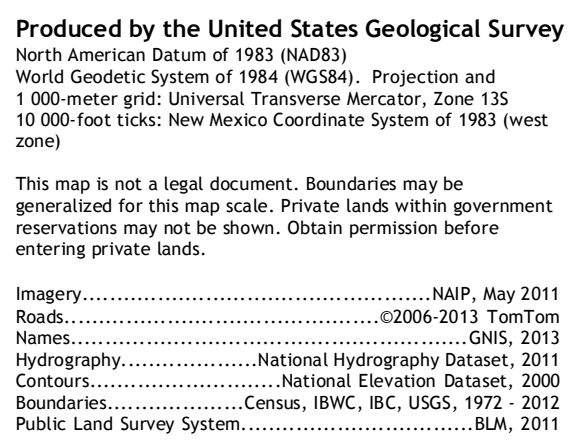 Produced by the United States Geological Survey
North American Datum of 1983 (NAD83)
World Geodetic System of 1984 (WGS84). Projection and
1 000-meter grid: Universal Transverse Mercator, Zone 13S
10 000-foot ticks: New Mexico Coordinate System of 1983 (west
zone)
This map is not a legal document. Boundaries may be
generalized for this map scale. Private lands within government
reservations may not be shown. Obtain permission before
entering private lands.
Imagery...................................................NAIP, May 2011
Roads..............................................©2006-2013 TomTom
Names..........................................................GNIS, 2013
Hydrography....................National Hydrography Dataset, 2011
Contours............................National Elevation Dataset, 2000
Boundaries....................Census, IBWC, IBC, USGS, 1972 - 2012
Public Land Survey System..................................BLM, 2011